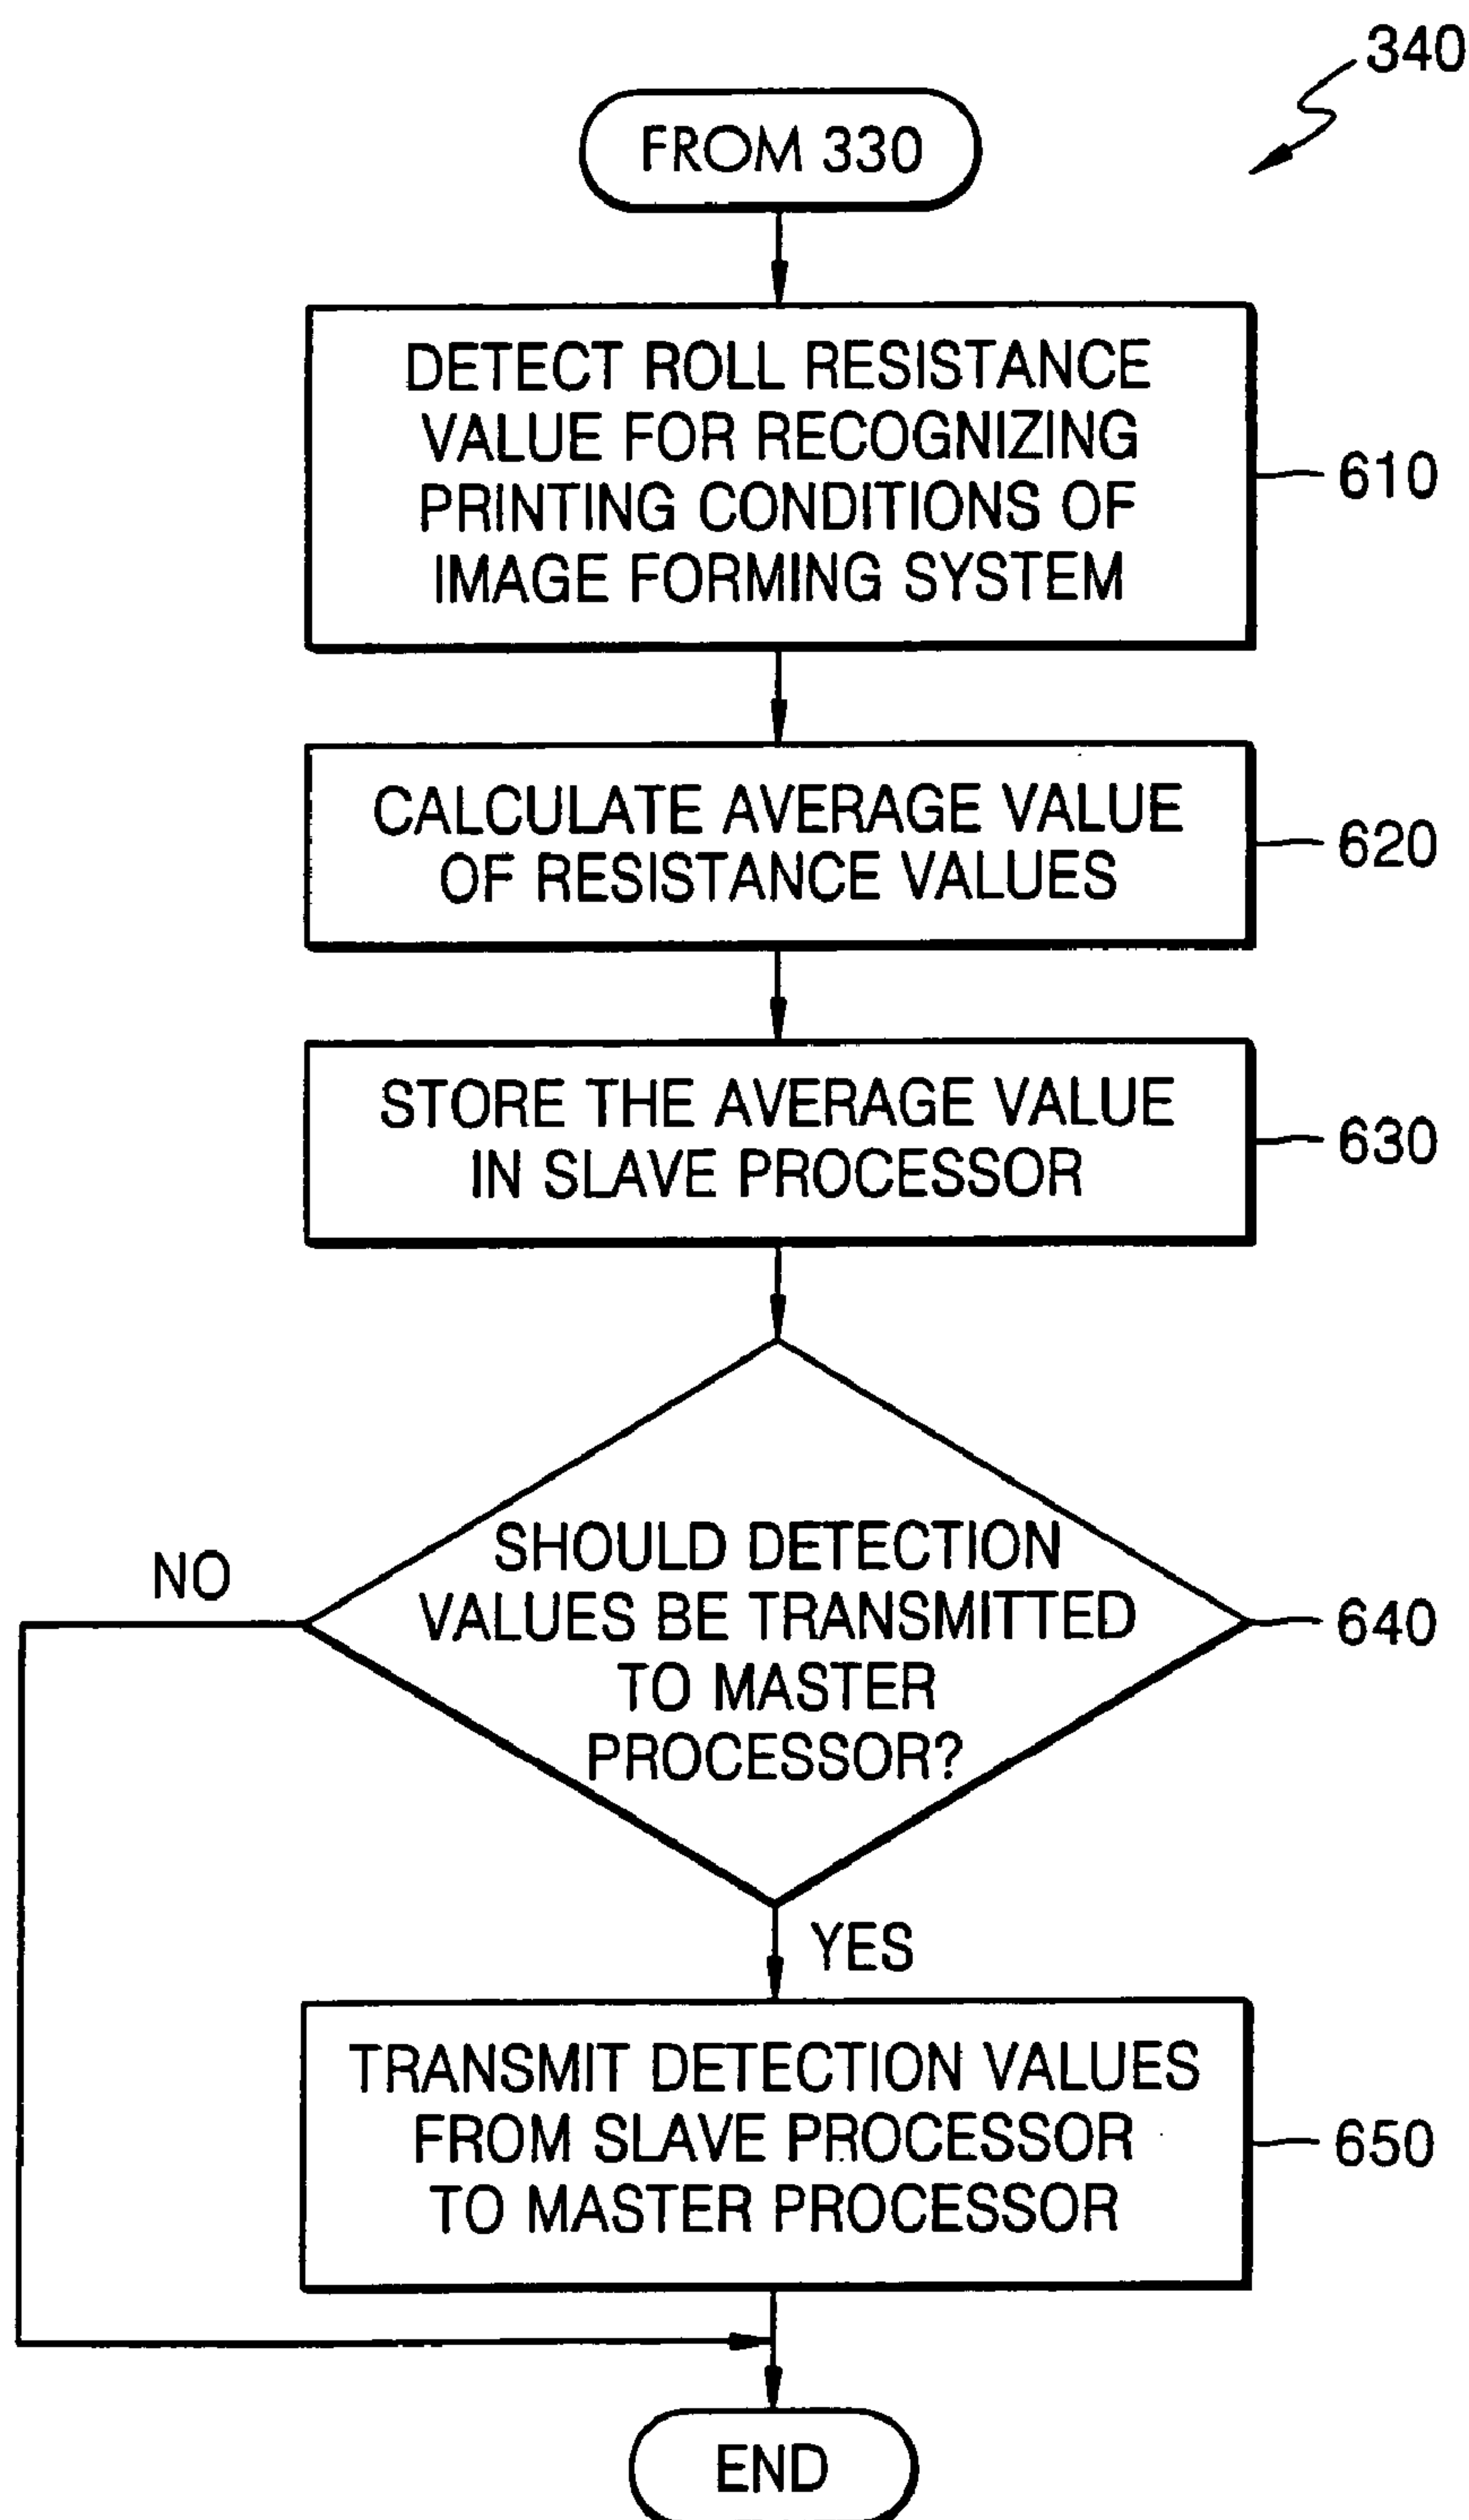 340
FROM 330
DETECT ROLL RESISTANCE
VALUE FOR RECOGNIZING
PRINTING CONDITIONS OF
IMAGE FORMING SYSTEM
610
CALCULATE AVERAGE VALUE
OF RESISTANCE VALUES
620
STORE THE AVERAGE VALUE
IN SLAVE PROCESSOR
630
SHOULD DETECTION
VALUES BE TRANSMITTED
TO MASTER
PROCESSOR?
640
NO
YES
TRANSMIT DETECTION VALUES
FROM SLAVE PROCESSOR
TO MASTER PROCESSOR
650
END